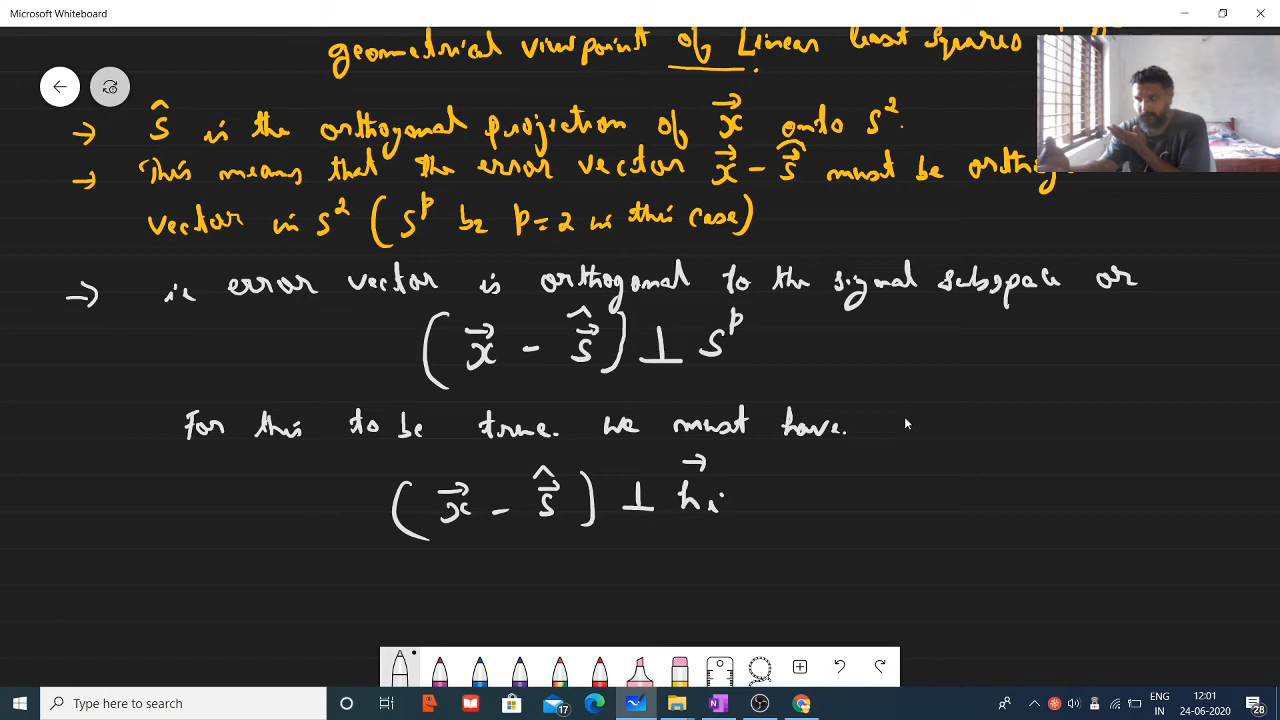 Microsoft Whiteboard
geometrical viewpoint of Linear least squares
→ ŝ is the orthogonal projection of x⃗ onto S².
→ This means that the error vector x⃗ - ŝ⃗ must be
vector in S² (Sᵖ bz p = 2 in this case)
→ ie error vector is orthogonal to the signal subspace or
(x⃗ - ŝ⃗) ⊥ Sᵖ
For this to be true. we must have.
(x⃗ - ŝ⃗) ⊥ h⃗ᵢ
Type here to search
17
ENG
IN
12:01
24-06-2020
28